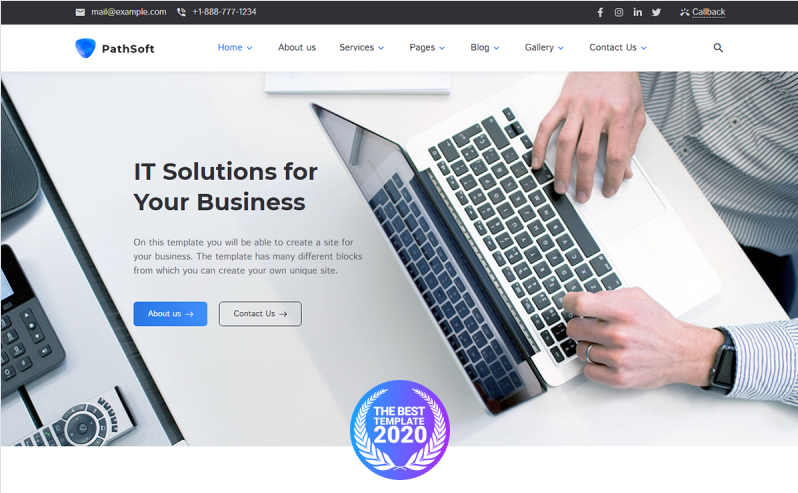 mail@example.com
+1-888-777-1234
Callback
PathSoft
Home
About us
Services
Pages
Blog
Gallery
Contact Us
IT Solutions for
Your Business
On this template you will be able to create a site for
your business. The template has many different blocks
from which you can create your own unique site.
About us
Contact Us
THE BEST
TEMPLATE
2020